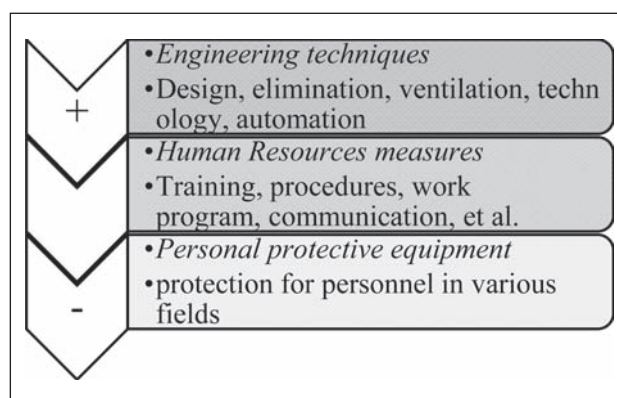 •Engineering techniques
•Design, elimination, ventilation, techn
ology, automation
+
•Human Resources measures
•Training, procedures, work
program, communication, et al.
•Personal protective equipment
•protection for personnel in various
fields
-